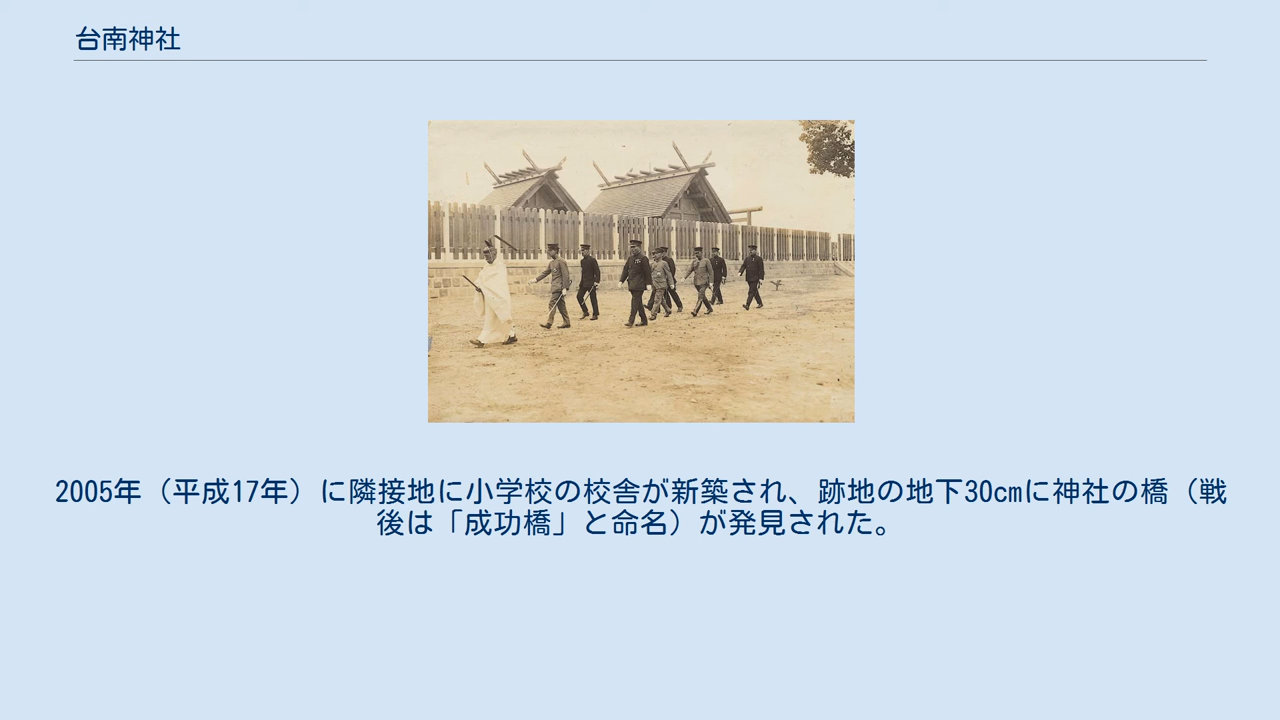 台南神社
2005年（平成17年）に隣接地に小学校の校舎が新築され、跡地の地下30cmに神社の橋（戦
後は「成功橋」と命名）が発見された。